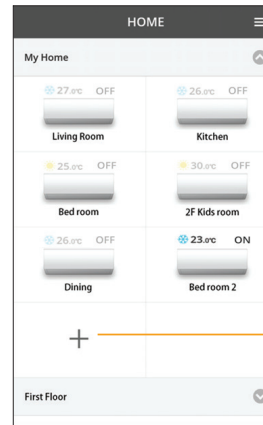 HOME
My Home
27.0°C OFF 26.0°C OFF
Living Room Kitchen
25.0°C OFF 30.0°C OFF
Bed room 2F Kids room
26.0°C OFF 23.0°C ON
Dining Bed room 2
+
First Floor